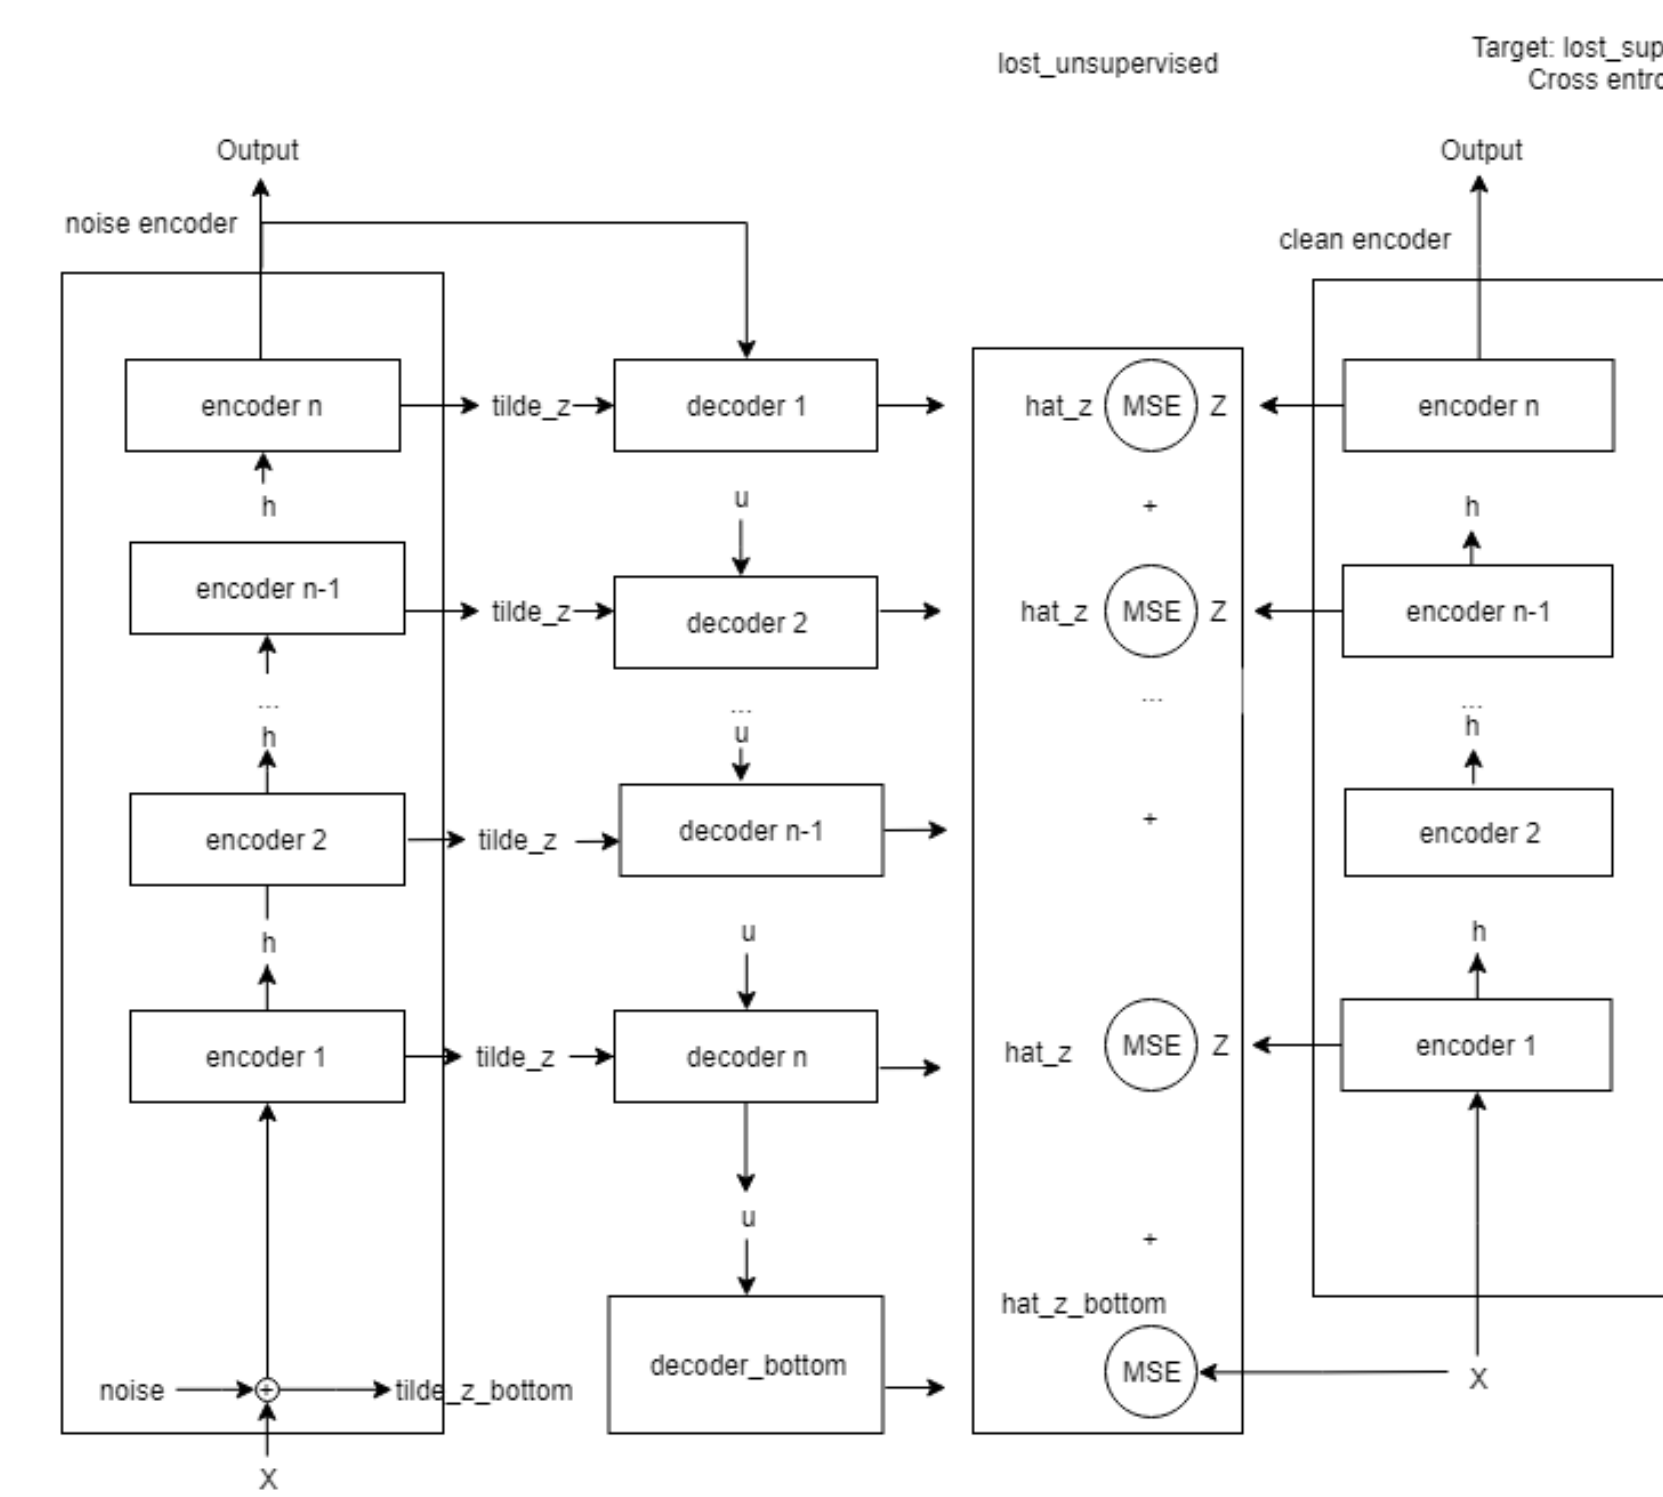 lost_unsupervised
Target: lost_sup
Cross entro
Output
Output
noise encoder
clean encoder
encoder n
tilde_z
decoder 1
hat_z
MSE
Z
encoder n
h
u
+
h
encoder n-1
tilde_z
decoder 2
hat_z
MSE
Z
encoder n-1
...
...
...
...
h
u
h
encoder 2
tilde_z
decoder n-1
+
encoder 2
h
u
h
encoder 1
tilde_z
decoder n
hat_z
MSE
Z
encoder 1
u
+
hat_z_bottom
decoder_bottom
MSE
X
noise
+
tilde_z_bottom
X